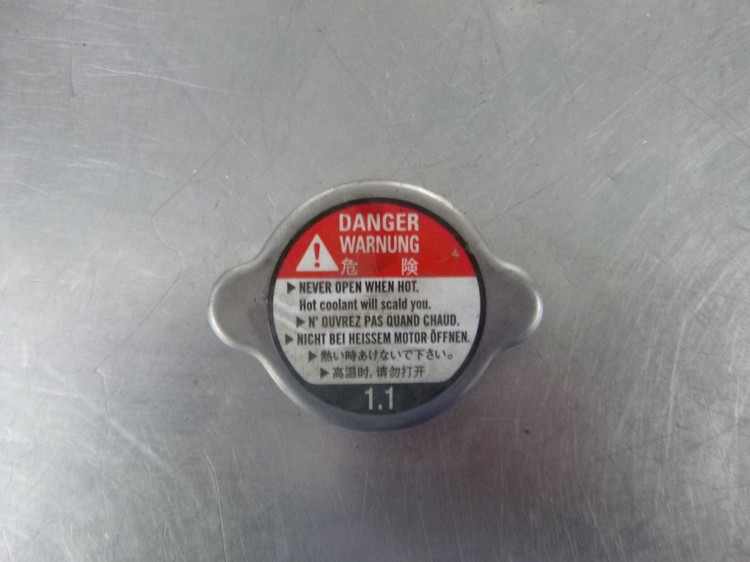 DANGER
WARNUNG
危 険
▶ NEVER OPEN WHEN HOT.
Hot coolant will scald you.
▶ N' OUVREZ PAS QUAND CHAUD.
▶ NICHT BEI HEISSEM MOTOR ÖFFNEN.
▶ 熱い時あけないで下さい。
▶ 高温时,请勿打开
1.1